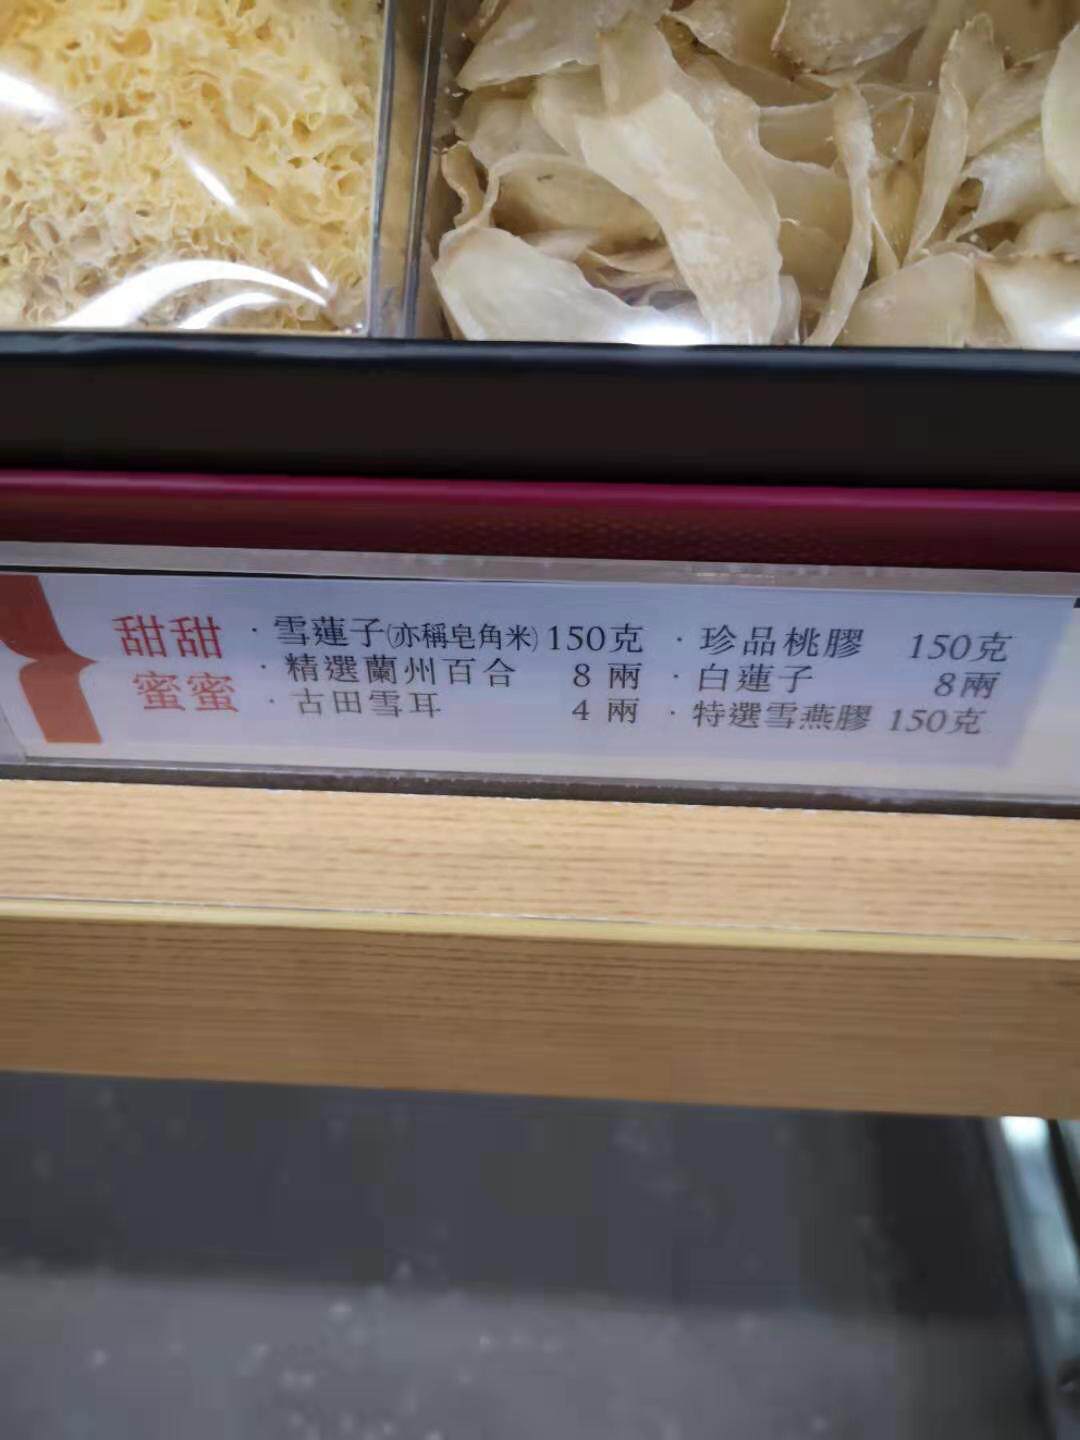 甜甜
蜜蜜
· 雪蓮子(亦稱皂角米) 150克
· 精選蘭州百合 8 兩
· 古田雪耳 4 兩
· 珍品桃膠 150克
· 白蓮子 8兩
· 特選雪燕膠 150克